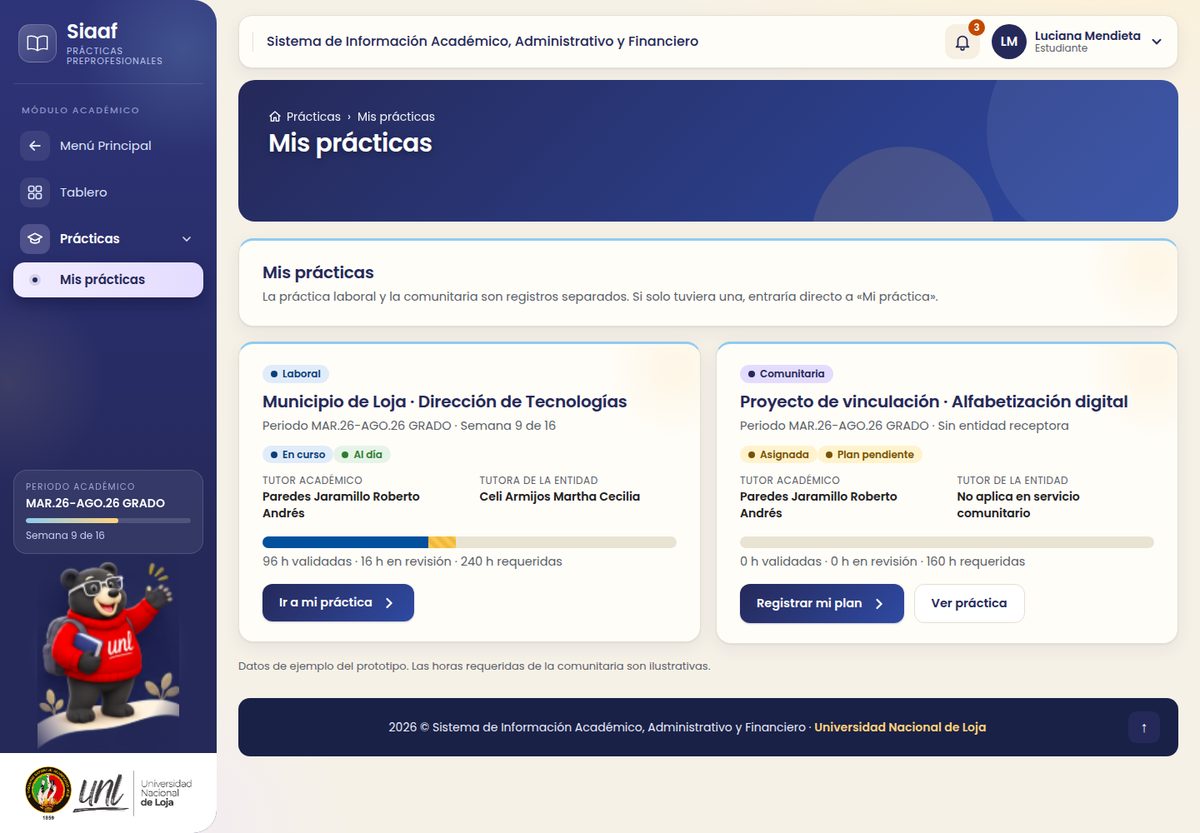 Siaaf
PRÁCTICAS
PREPROFESIONALES
MÓDULO ACADÉMICO
Menú Principal
Tablero
Prácticas
Mis prácticas
PERIODO ACADÉMICO
MAR.26-AGO.26 GRADO
Semana 9 de 16
unl
1859
unl
Universidad
Nacional
de Loja
Sistema de Información Académico, Administrativo y Financiero
3
LM
Luciana Mendieta
Estudiante
Prácticas › Mis prácticas
Mis prácticas
Mis prácticas
La práctica laboral y la comunitaria son registros separados. Si solo tuviera una, entraría directo a «Mi práctica».
Laboral
Municipio de Loja · Dirección de Tecnologías
Periodo MAR.26-AGO.26 GRADO · Semana 9 de 16
En curso
Al día
TUTOR ACADÉMICO
Paredes Jaramillo Roberto
Andrés
TUTORA DE LA ENTIDAD
Celi Armijos Martha Cecilia
96 h validadas · 16 h en revisión · 240 h requeridas
Ir a mi práctica
Comunitaria
Proyecto de vinculación · Alfabetización digital
Periodo MAR.26-AGO.26 GRADO · Sin entidad receptora
Asignada
Plan pendiente
TUTOR ACADÉMICO
Paredes Jaramillo Roberto
Andrés
TUTOR DE LA ENTIDAD
No aplica en servicio
comunitario
0 h validadas · 0 h en revisión · 160 h requeridas
Registrar mi plan
Ver práctica
Datos de ejemplo del prototipo. Las horas requeridas de la comunitaria son ilustrativas.
2026 © Sistema de Información Académico, Administrativo y Financiero · Universidad Nacional de Loja
↑